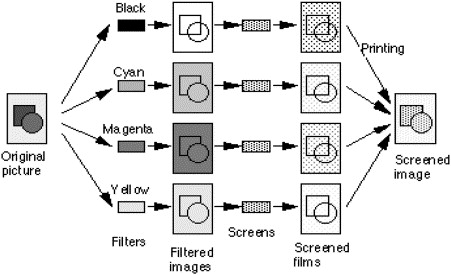 Black
Printing
Cyan
Magenta
Original
picture
Screened
image
Yellow
Filters
Filtered
images
Screens
Screened
films